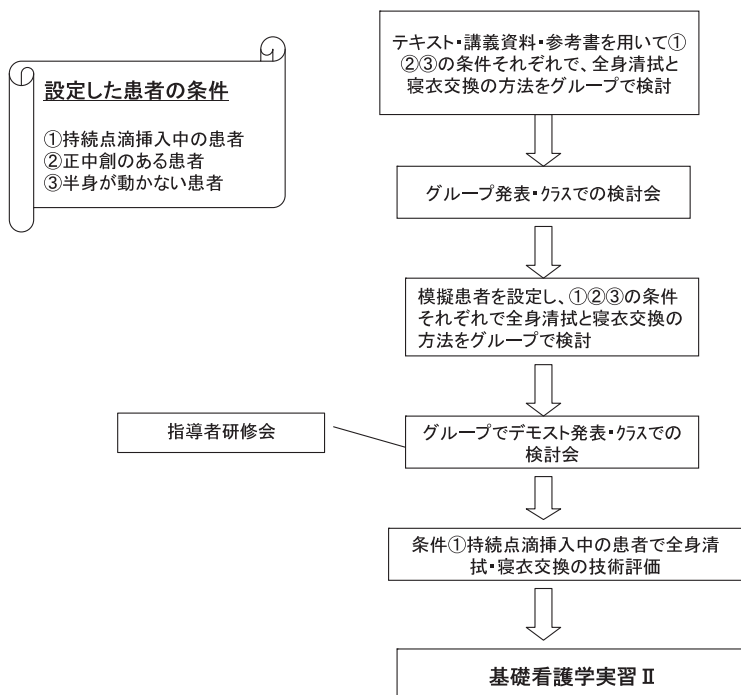 設定した患者の条件
①持続点滴挿入中の患者
②正中創のある患者
③半身が動かない患者
テキスト・講義資料・参考書を用いて①
②③の条件それぞれで、全身清拭と
寝衣交換の方法をグループで検討
グループ発表・クラスでの検討会
模擬患者を設定し、①②③の条件
それぞれで全身清拭と寝衣交換の
方法をグループで検討
指導者研修会
グループでデモスト発表・クラスでの
検討会
条件①持続点滴挿入中の患者で全身清
拭・寝衣交換の技術評価
基礎看護学実習Ⅱ